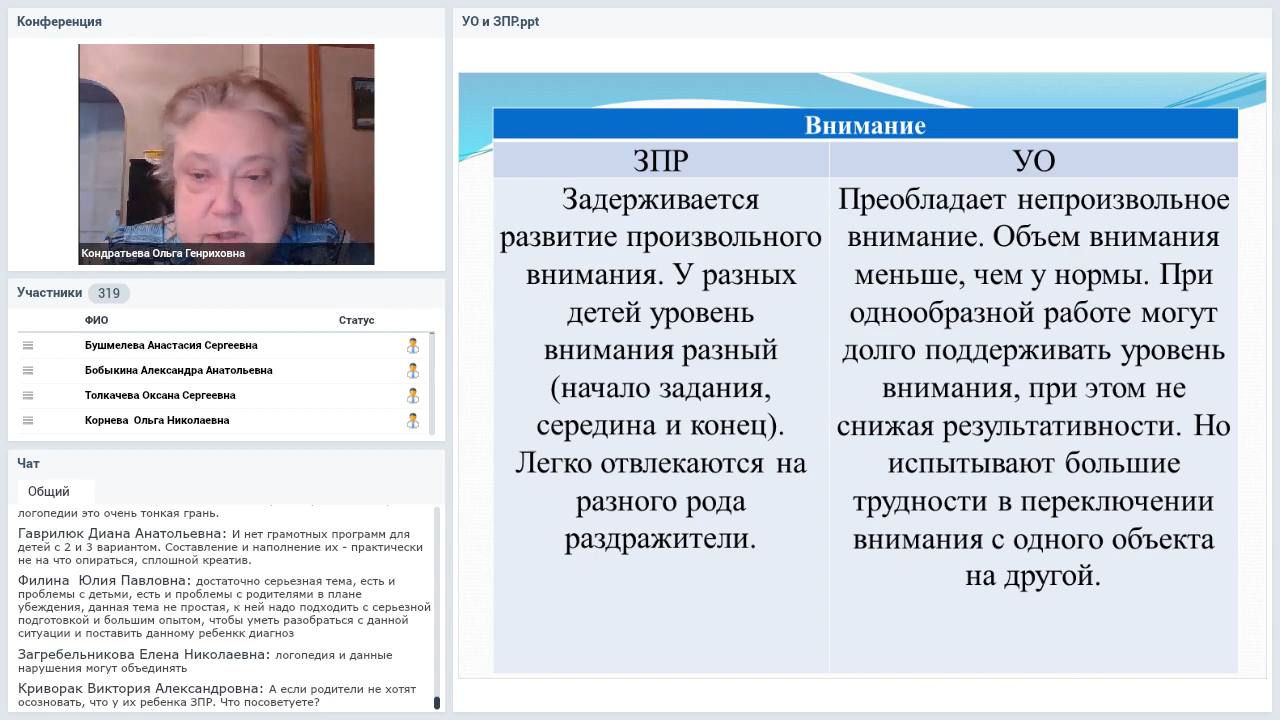 Конференция
Кондратьева Ольга Генриховна
Участники 319
ФИО Статус
Бушмелева Анастасия Сергеевна
Бобыкина Александра Анатольевна
Толкачева Оксана Сергеевна
Корнева Ольга Николаевна
Чат
Общий
логопедии это очень тонкая грань.
Гаврилюк Диана Анатольевна: И нет грамотных программ для
детей с 2 и 3 вариантом. Составление и наполнение их - практически
не на что опираться, сплошной креатив.
Филина Юлия Павловна: достаточно серьезная тема, есть и
проблемы с детьми, есть и проблемы с родителями в плане
убеждения, данная тема не простая, к ней надо подходить с серьезной
подготовкой и большим опытом, чтобы уметь разобраться с данной
ситуации и поставить данному ребенкк диагноз
Загребельникова Елена Николаевна: логопедия и данные
нарушения могут объединять
Криворак Виктория Александровна: А если родители не хотят
осозновать, что у их ребенка ЗПР. Что посоветуете?
УО и ЗПР.ppt
Внимание
ЗПР
Задерживается
развитие произвольного
внимания. У разных
детей уровень
внимания разный
(начало задания,
середина и конец).
Легко отвлекаются на
разного рода
раздражители.
УО
Преобладает непроизвольное
внимание. Объем внимания
меньше, чем у нормы. При
однообразной работе могут
долго поддерживать уровень
внимания, при этом не
снижая результативности. Но
испытывают большие
трудности в переключении
внимания с одного объекта
на другой.